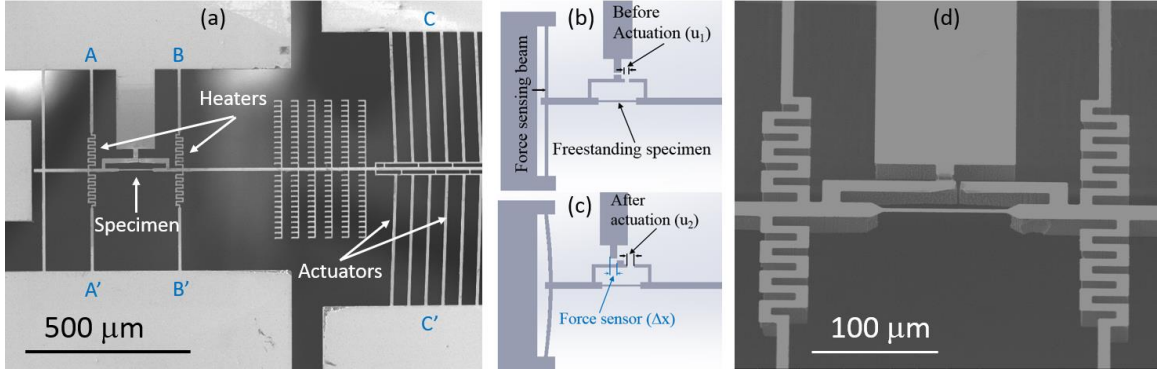 (a)
C
A
B
Heaters
Specimen
Actuators
A'
B'
C'
500 μm
(b)
Before
Actuation (u₁)
Force sensing beam
Freestanding specimen
(c)
After
actuation (u₂)
Force sensor (Δx)
(d)
100 μm